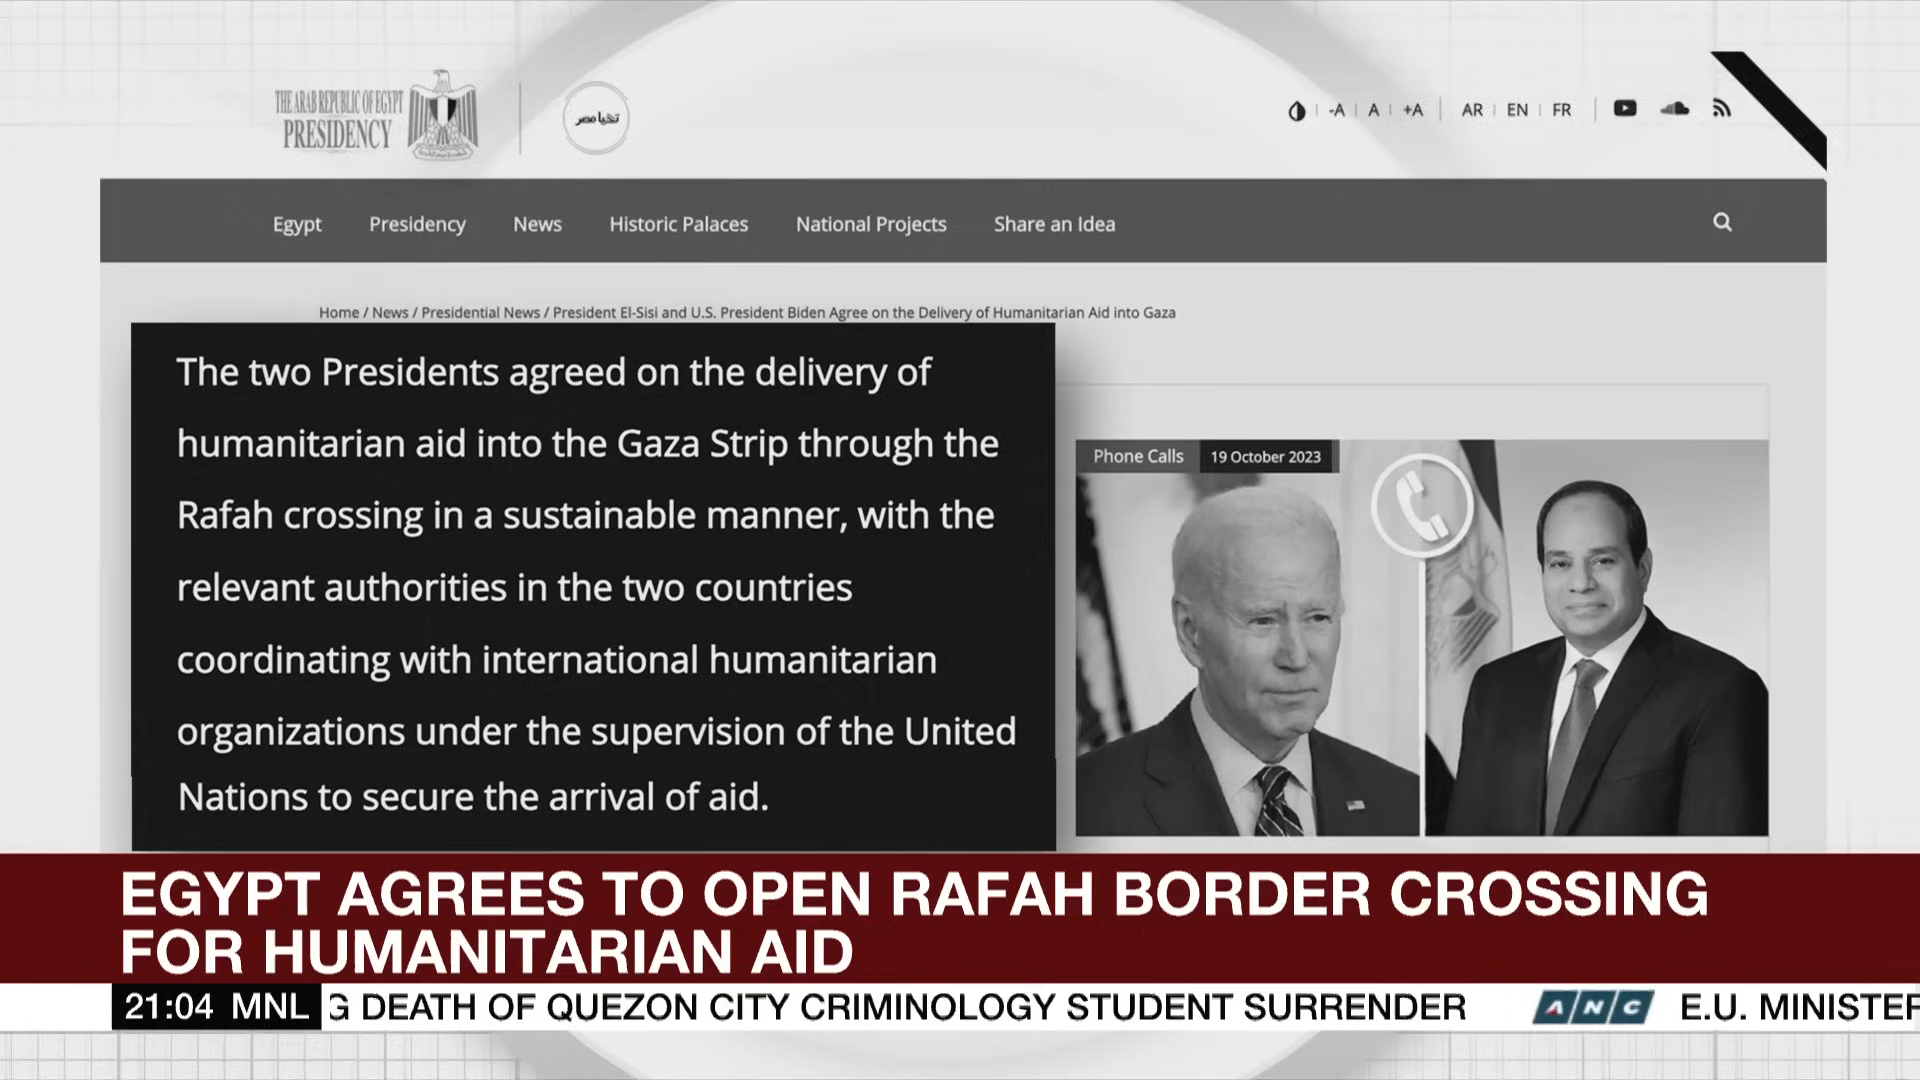 THE ARAB REPUBLIC OF EGYPT
PRESIDENCY
تحيا مصر
-A A +A AR EN FR
Egypt Presidency News Historic Palaces National Projects Share an Idea
Home / News / Presidential News / President El-Sisi and U.S. President Biden Agree on the Delivery of Humanitarian Aid into Gaza
The two Presidents agreed on the delivery of
humanitarian aid into the Gaza Strip through the
Rafah crossing in a sustainable manner, with the
relevant authorities in the two countries
coordinating with international humanitarian
organizations under the supervision of the United
Nations to secure the arrival of aid.
Phone Calls 19 October 2023
EGYPT AGREES TO OPEN RAFAH BORDER CROSSING
FOR HUMANITARIAN AID
21:04 MNL G DEATH OF QUEZON CITY CRIMINOLOGY STUDENT SURRENDER ANC E.U. MINISTER